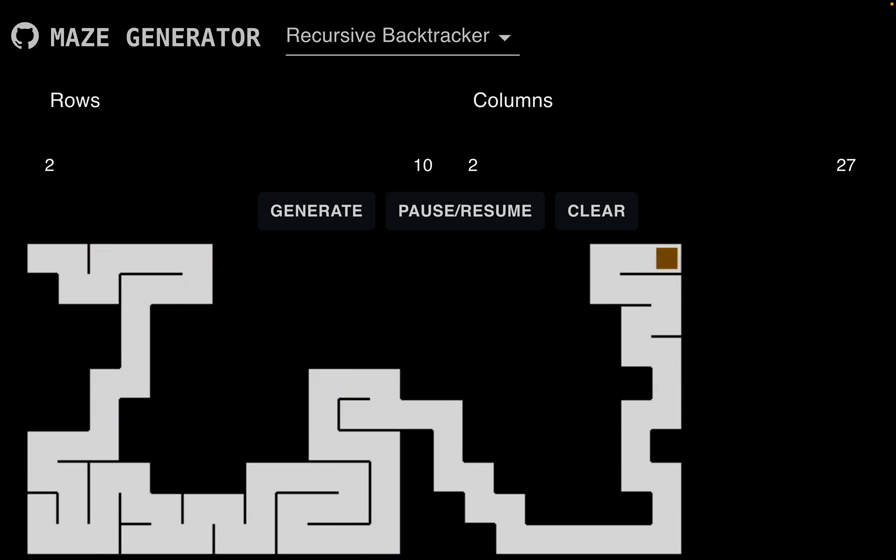 MAZE GENERATOR Recursive Backtracker
Rows Columns
2 10 2 27
GENERATE PAUSE/RESUME CLEAR